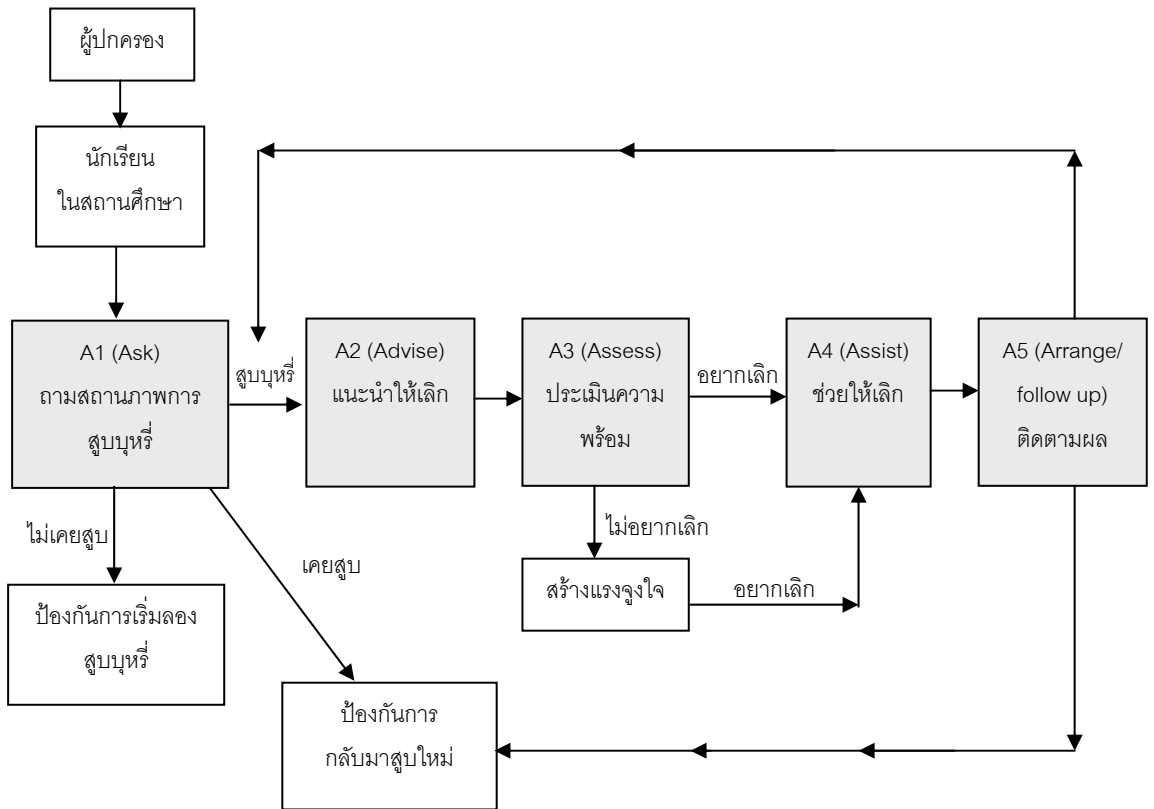 ผู้ปกครอง
นักเรียน
ในสถานศึกษา
A1 (Ask)
ถามสถานภาพการ
สูบบุหรี่
สูบบุหรี่
A2 (Advise)
แนะนำให้เลิก
A3 (Assess)
ประเมินความ
พร้อม
อยากเลิก
A4 (Assist)
ช่วยให้เลิก
A5 (Arrange/
follow up)
ติดตามผล
ไม่เคยสูบ
เคยสูบ
ไม่อยากเลิก
ป้องกันการเริ่มลอง
สูบบุหรี่
สร้างแรงจูงใจ
อยากเลิก
ป้องกันการ
กลับมาสูบใหม่